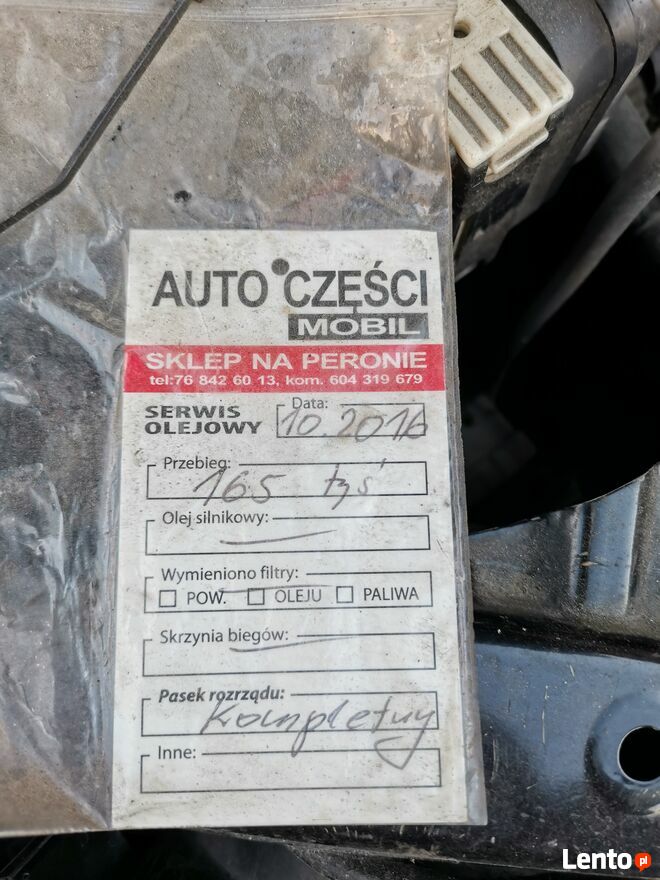 AUTO CZĘŚCI
MOBIL
SKLEP NA PERONIE
tel:76 842 60 13, kom. 604 319 679
SERWIS OLEJOWY
Data: 10.2016
Przebieg: 165 tyś
Olej silnikowy:
Wymieniono filtry:
POW. OLEJU PALIWA
Skrzynia biegów:
Pasek rozrządu: Kompletny
Inne:
Lento.pl